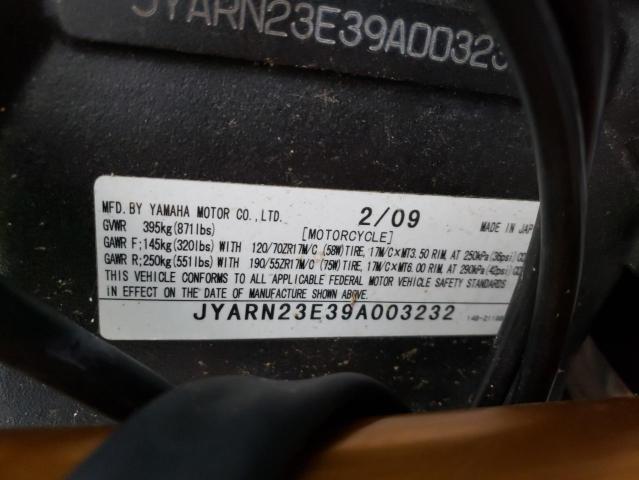 JYARN23E39A00323
MFD. BY YAMAHA MOTOR CO., LTD. 2/09 MADE IN JAP
GVWR 395kg(871lbs) [MOTORCYCLE]
GAWR F;145kg(320lbs) WITH 120/70ZR17M/C (58W)TIRE, 17M/C×MT3.50 RIM, AT 250kPa(36psi)
GAWR R;250kg(551lbs) WITH 190/55ZR17M/C (75W)TIRE, 17M/C×MT6.00 RIM, AT 290kPa(42psi)
THIS VEHICLE CONFORMS TO ALL APPLICABLE FEDERAL MOTOR VEHICLE SAFETY STANDARDS
IN EFFECT ON THE DATE OF MANUFACTURE SHOWN ABOVE.
JYARN23E39A003232